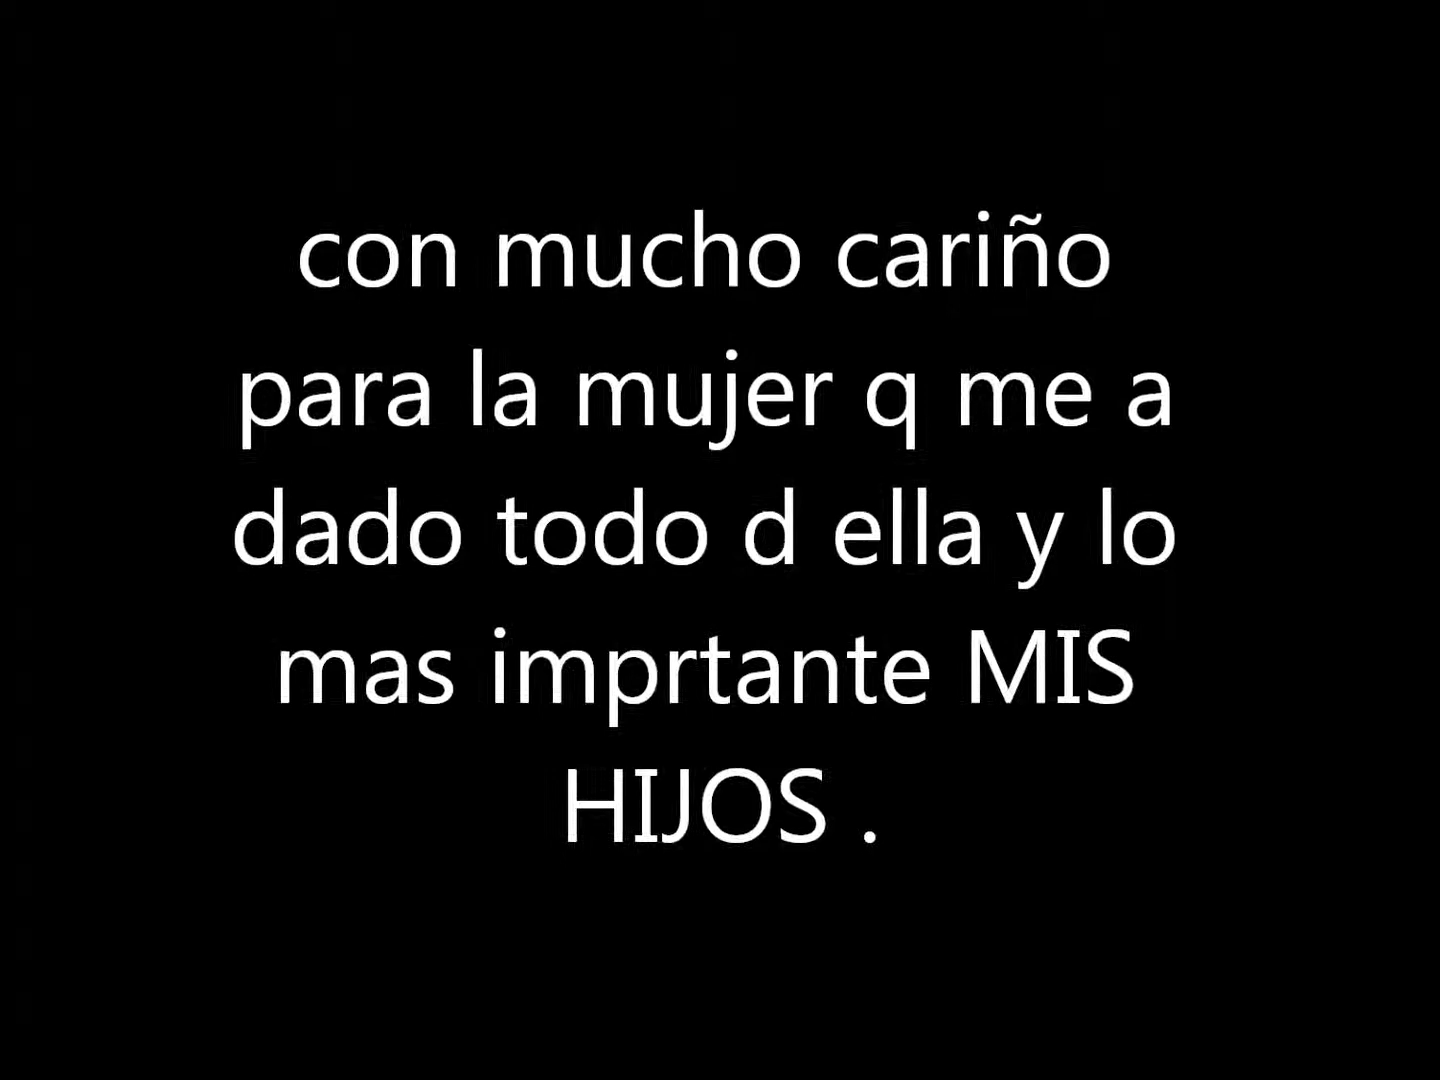 con mucho cariño
para la mujer q me a
dado todo d ella y lo
mas imprtante MIS
HIJOS .